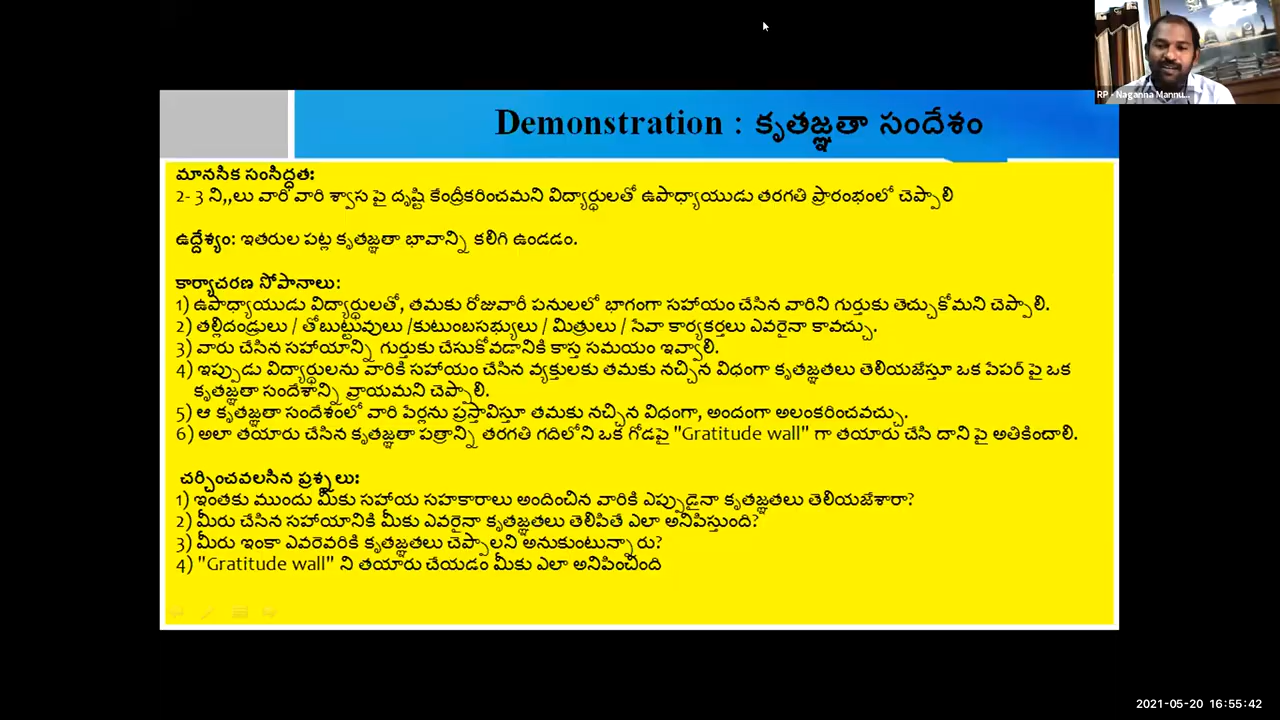 RP - Naganna Mannu...
Demonstration : కృతజ్ఞతా సందేశం
మానసిక సంసిద్ధత:
2- 3 ని,,లు వారి వారి శ్వాస పై దృష్టి కేంద్రీకరించమని విద్యార్థులతో ఉపాధ్యాయుడు తరగతి ప్రారంభంలో చెప్పాలి
ఉద్దేశ్యం: ఇతరుల పట్ల కృతజ్ఞతా భావాన్ని కలిగి ఉండడం.
కార్యాచరణ సోపానాలు:
1) ఉపాధ్యాయుడు విద్యార్థులతో, తమకు రోజువారీ పనులలో భాగంగా సహాయం చేసిన వారిని గుర్తుకు తెచ్చుకోమని చెప్పాలి.
2) తల్లిదండ్రులు / తోబుట్టువులు /కుటుంబసభ్యులు / మిత్రులు / సేవా కార్యకర్తలు ఎవరైనా కావచ్చు.
3) వారు చేసిన సహాయాన్ని గుర్తుకు చేసుకోవడానికి కాస్త సమయం ఇవ్వాలి.
4) ఇప్పుడు విద్యార్థులను వారికి సహాయం చేసిన వ్యక్తులకు తమకు నచ్చిన విధంగా కృతజ్ఞతలు తెలియజేస్తూ ఒక పేపర్ పై ఒక
కృతజ్ఞతా సందేశాన్ని వ్రాయమని చెప్పాలి.
5) ఆ కృతజ్ఞతా సందేశంలో వారి పేర్లను ప్రస్తావిస్తూ తమకు నచ్చిన విధంగా, అందంగా అలంకరించవచ్చు.
6) అలా తయారు చేసిన కృతజ్ఞతా పత్రాన్ని తరగతి గదిలోని ఒక గోడపై "Gratitude wall" గా తయారు చేసి దాని పై అతికించాలి.
చర్చించవలసిన ప్రశ్నలు:
1) ఇంతకు ముందు మీకు సహాయ సహకారాలు అందించిన వారికి ఎప్పుడైనా కృతజ్ఞతలు తెలియజేశారా?
2) మీరు చేసిన సహాయానికి మీకు ఎవరైనా కృతజ్ఞతలు తెలిపితే ఎలా అనిపిస్తుంది?
3) మీరు ఇంకా ఎవరెవరికి కృతజ్ఞతలు చెప్పాలని అనుకుంటున్నారు?
4) "Gratitude wall" ని తయారు చేయడం మీకు ఎలా అనిపించింది
2021-05-20 16:55:42